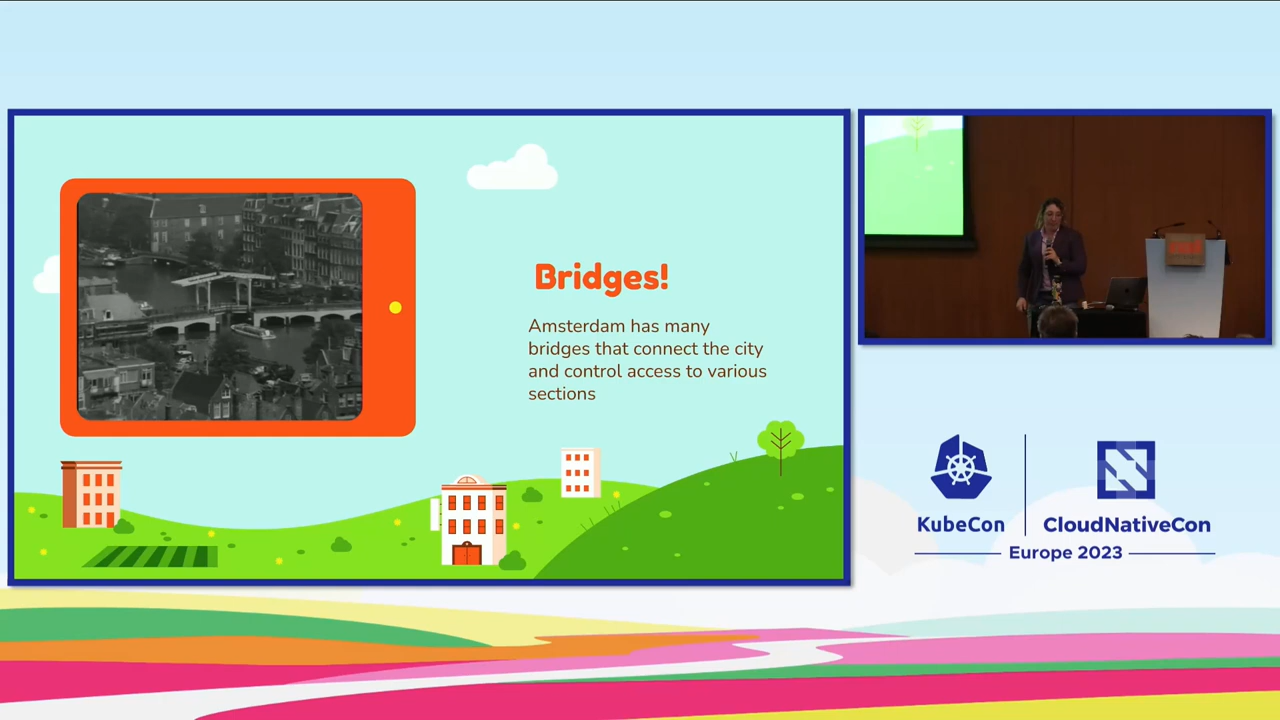 Bridges!
Amsterdam has many
bridges that connect the city
and control access to various
sections
KubeCon
CloudNativeCon
Europe 2023